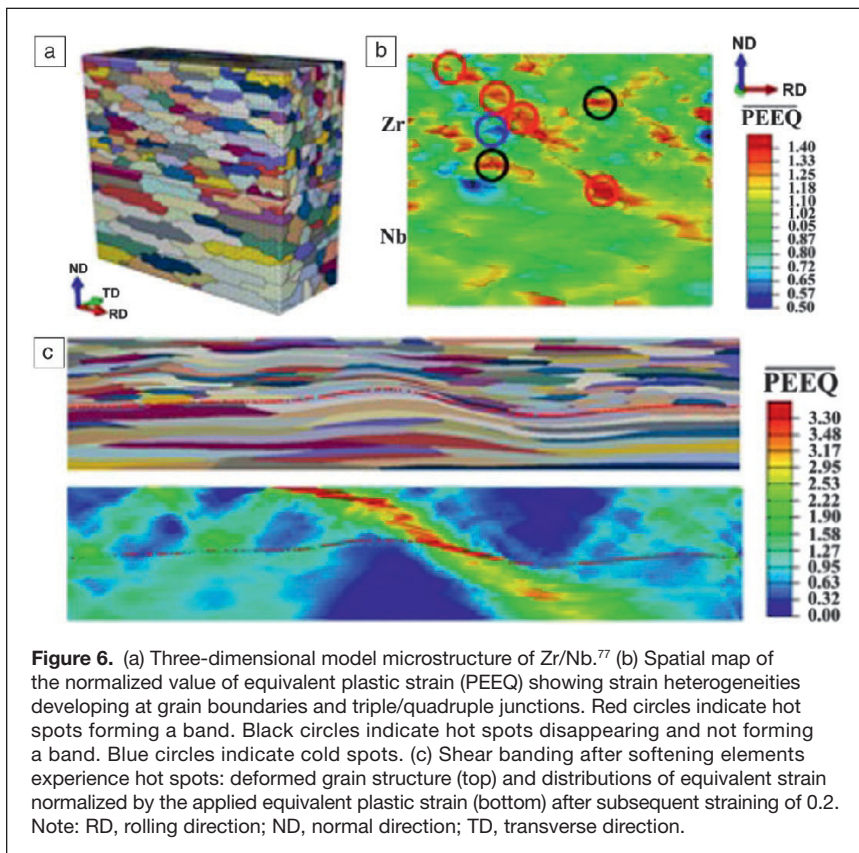 a
ND
TD
RD
b
Zr
Nb
ND
RD
PEEQ
1.40
1.33
1.25
1.18
1.10
1.02
0.95
0.87
0.80
0.72
0.65
0.57
0.50
c
PEEQ
3.30
3.48
3.17
2.95
2.53
2.22
1.90
1.58
1.27
0.95
0.63
0.32
0.00
Figure 6. (a) Three-dimensional model microstructure of Zr/Nb.77 (b) Spatial map of
the normalized value of equivalent plastic strain (PEEQ) showing strain heterogeneities
developing at grain boundaries and triple/quadruple junctions. Red circles indicate hot
spots forming a band. Black circles indicate hot spots disappearing and not forming
a band. Blue circles indicate cold spots. (c) Shear banding after softening elements
experience hot spots: deformed grain structure (top) and distributions of equivalent strain
normalized by the applied equivalent plastic strain (bottom) after subsequent straining of 0.2.
Note: RD, rolling direction; ND, normal direction; TD, transverse direction.